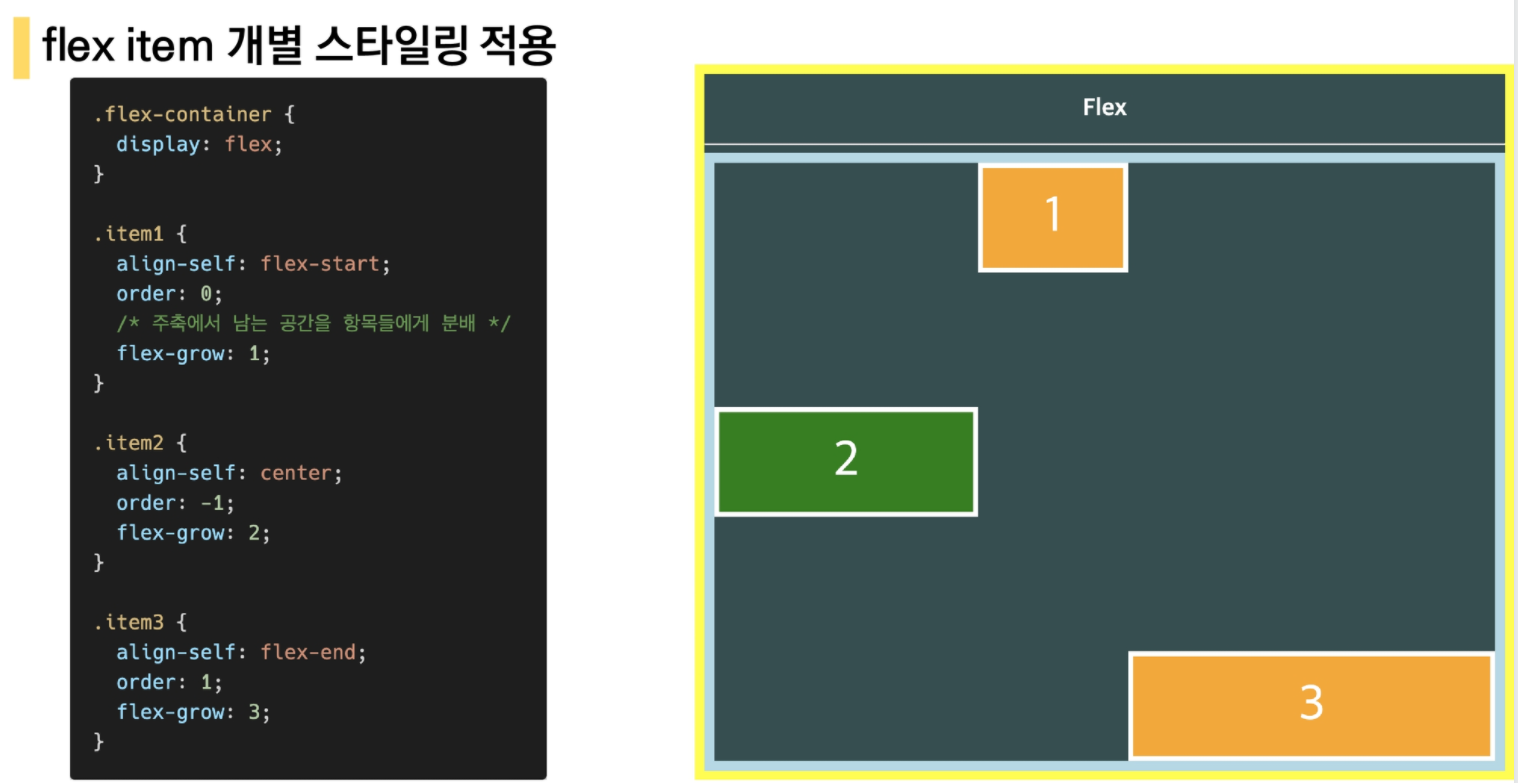 flex item 개별 스타일링 적용
.flex-container {
  display: flex;
}
.item1 {
  align-self: flex-start;
  order: 0;
  /* 주축에서 남는 공간을 항목들에게 분배 */
  flex-grow: 1;
}
.item2 {
  align-self: center;
  order: -1;
  flex-grow: 2;
}
.item3 {
  align-self: flex-end;
  order: 1;
  flex-grow: 3;
}
Flex
1
2
3